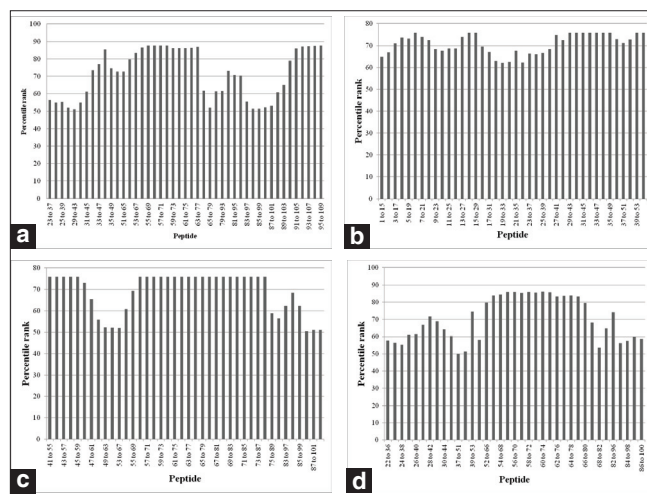 Percentile rank
100
90
80
70
60
50
40
30
20
10
0
23 to 37
25 to 39
29 to 43
31 to 45
33 to 47
35 to 49
51 to 65
53 to 67
55 to 69
57 to 71
59 to 73
61 to 75
63 to 77
65 to 79
79 to 93
81 to 95
83 to 97
85 to 99
87 to 101
89 to 103
91 to 105
93 to 107
95 to 109
Peptide
a
Percentile rank
80
70
60
50
40
30
20
10
0
1 to 15
3 to 17
5 to 19
7 to 21
9 to 23
11 to 25
13 to 27
15 to 29
17 to 31
19 to 33
21 to 35
23 to 37
25 to 39
27 to 41
29 to 43
31 to 45
33 to 47
35 to 49
37 to 51
39 to 53
Peptide
b
Percentile rank
80
70
60
50
40
30
20
10
0
41 to 55
43 to 57
45 to 59
47 to 61
49 to 63
53 to 67
55 to 69
57 to 71
59 to 73
61 to 75
63 to 77
65 to 79
67 to 81
69 to 83
71 to 85
73 to 87
75 to 89
83 to 97
85 to 99
87 to 101
Peptide
c
Percentile rank
100
90
80
70
60
50
40
30
20
10
0
22 to 36
24 to 38
26 to 40
28 to 42
30 to 44
37 to 51
39 to 53
52 to 66
54 to 68
56 to 70
58 to 72
60 to 74
62 to 76
64 to 78
66 to 80
68 to 82
82 to 96
84 to 98
86 to 100
Peptide
d